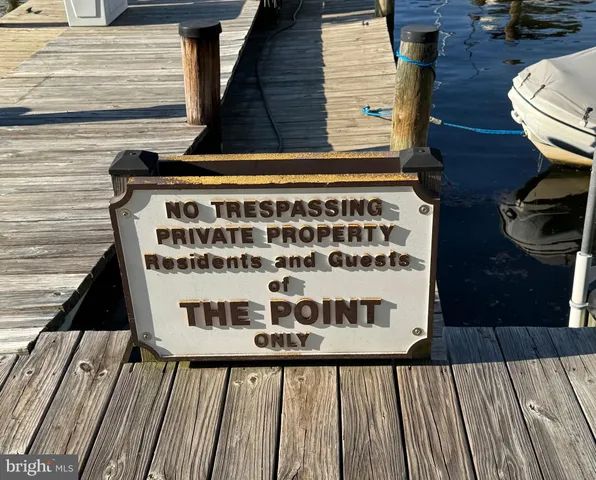 NO TRESPASSING
PRIVATE PROPERTY
Residents and Guests
of
THE POINT
ONLY
bright MLS